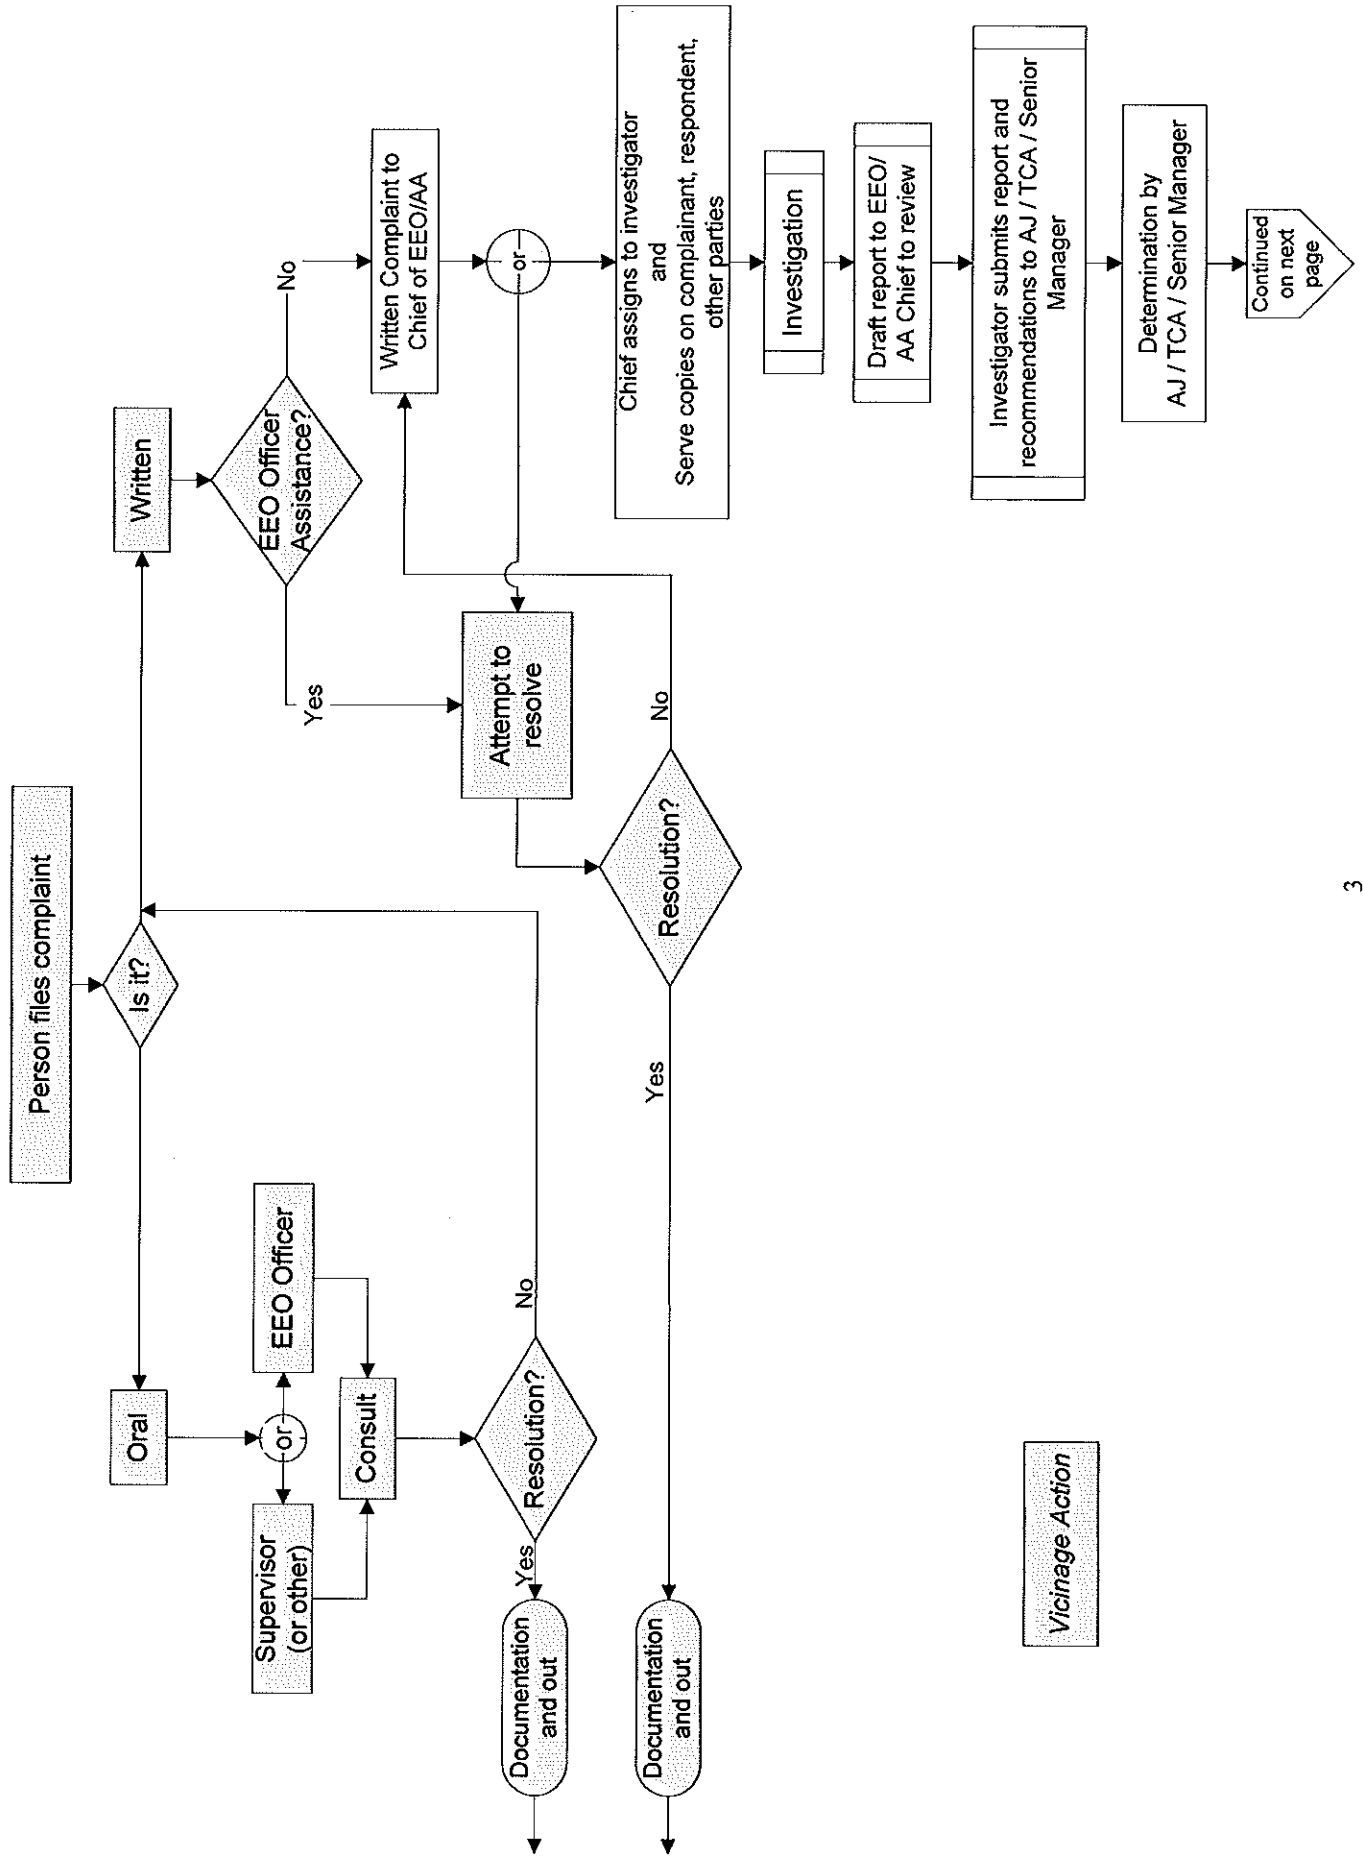 Person files complaint
Is it?
Oral
Written
or
Supervisor
(or other)
EEO Officer
Consult
Resolution?
Yes
No
Documentation
and out
EEO Officer
Assistance?
Yes
No
Attempt to
resolve
Resolution?
Yes
No
Documentation
and out
Written Complaint to
Chief of EEO/AA
or
Chief assigns to investigator
and
Serve copies on complainant, respondent,
other parties
Investigation
Draft report to EEO/
AA Chief to review
Investigator submits report and
recommendations to AJ / TCA / Senior
Manager
Determination by
AJ / TCA / Senior Manager
Continued
on next
page
Vicinage Action
3